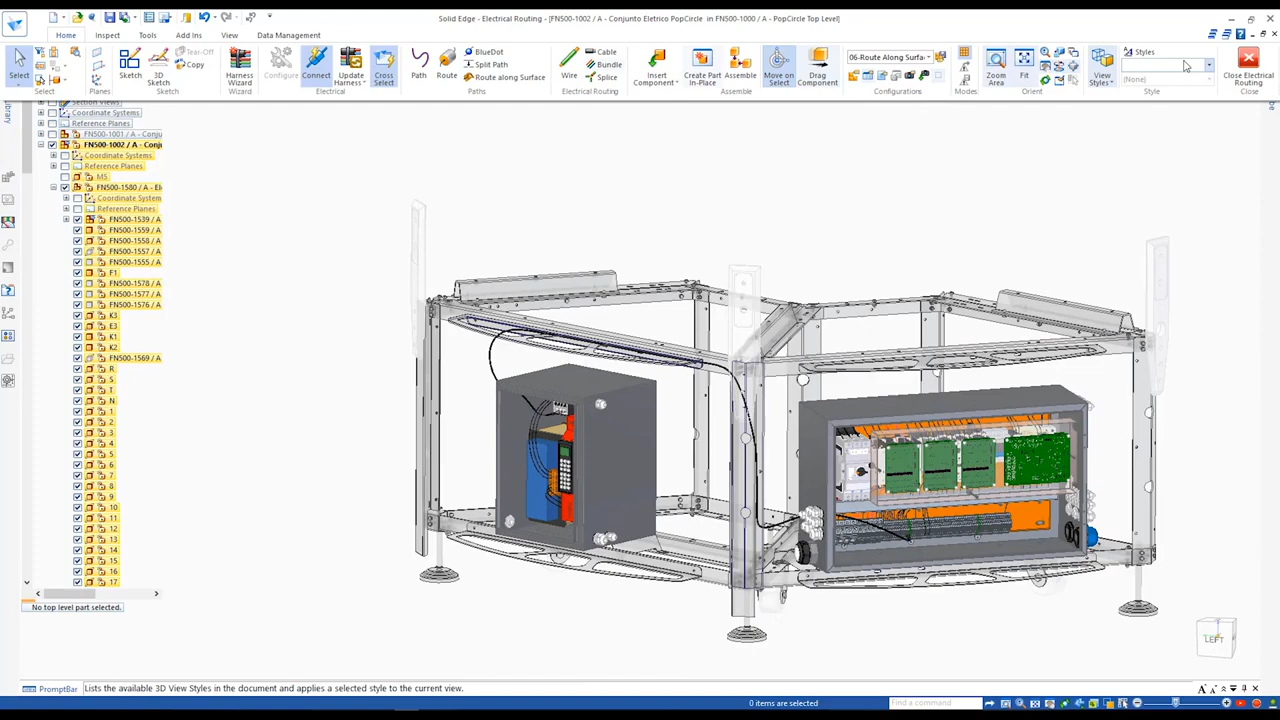 Solid Edge - Electrical Routing - [FN500-1002 / A - Conjunto Eletrico PopCircle in FN500-1000 / A - PopCircle Top Level]
Home Inspect Tools Add Ins View Data Management
Select
Select
Planes
Tear-Off
Copy
Sketch
3D Sketch
Sketch
Harness Wizard
Harness Wizard
Configure
Connect
Update Harness
Electrical
Cross Select
Path
Route
BlueDot
Split Path
Route along Surface
Paths
Wire
Cable
Bundle
Splice
Electrical Routing
Insert Component
Create Part In-Place
Assemble
Assemble
Move on Select
Drag Component
06-Route Along Surfa
Configurations
Modes
Zoom Area
Fit
Orient
View Styles
Styles
(None)
Style
Close Electrical Routing
Close
Library
Section Views
Coordinate Systems
Reference Planes
FN500-1001 / A - Conju
FN500-1002 / A - Conju
Coordinate Systems
Reference Planes
M5
FN500-1580 / A - El
Coordinate System
Reference Planes
FN500-1539 / A
FN500-1559 / A
FN500-1558 / A
FN500-1557 / A
FN500-1555 / A
F1
FN500-1578 / A
FN500-1577 / A
FN500-1576 / A
K3
E3
K1
K2
FN500-1569 / A
R
S
T
N
1
2
3
4
5
6
7
8
9
10
11
12
13
14
15
16
17
No top level part selected.
LEFT
PromptBar
Lists the available 3D View Styles in the document and applies a selected style to the current view.
0 items are selected
Find a command